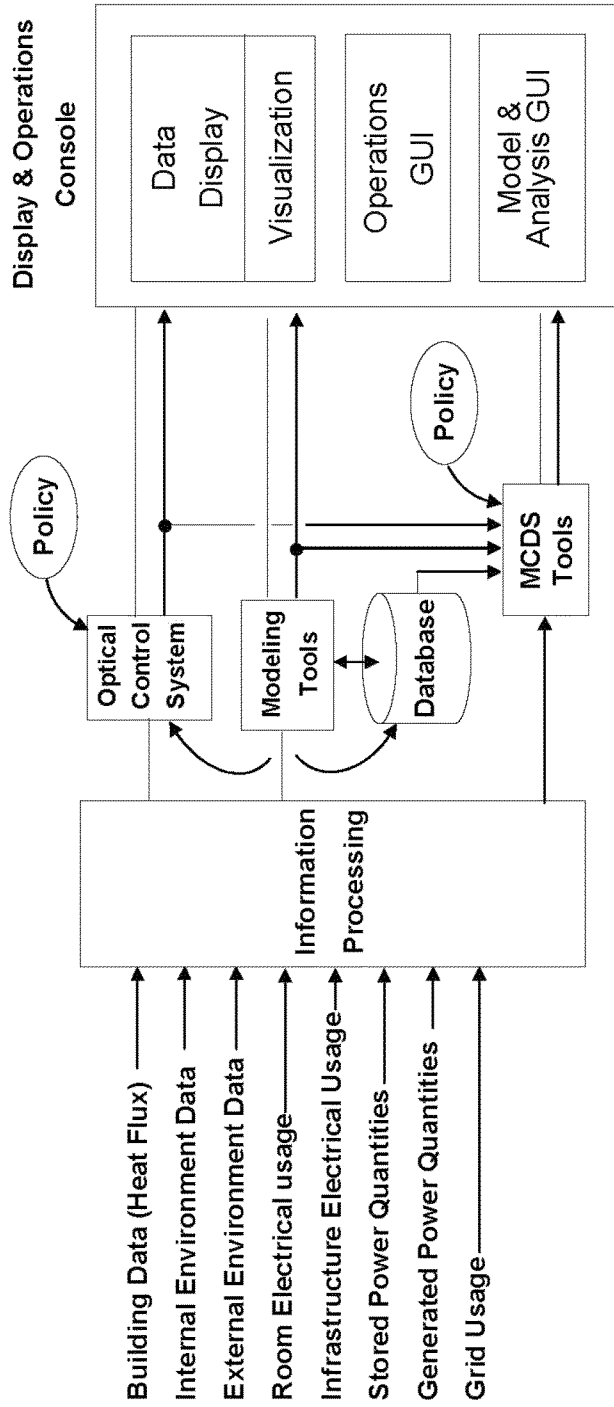 Building Data (Heat Flux)
Internal Environment Data
External Environment Data
Room Electrical usage
Infrastructure Electrical Usage
Stored Power Quantities
Generated Power Quantities
Grid Usage
Information
Processing
Policy
Optical
Control
System
Modeling
Tools
Database
Policy
MCDS
Tools
Display & Operations
Console
Data
Display
Visualization
Operations
GUI
Model &
Analysis GUI